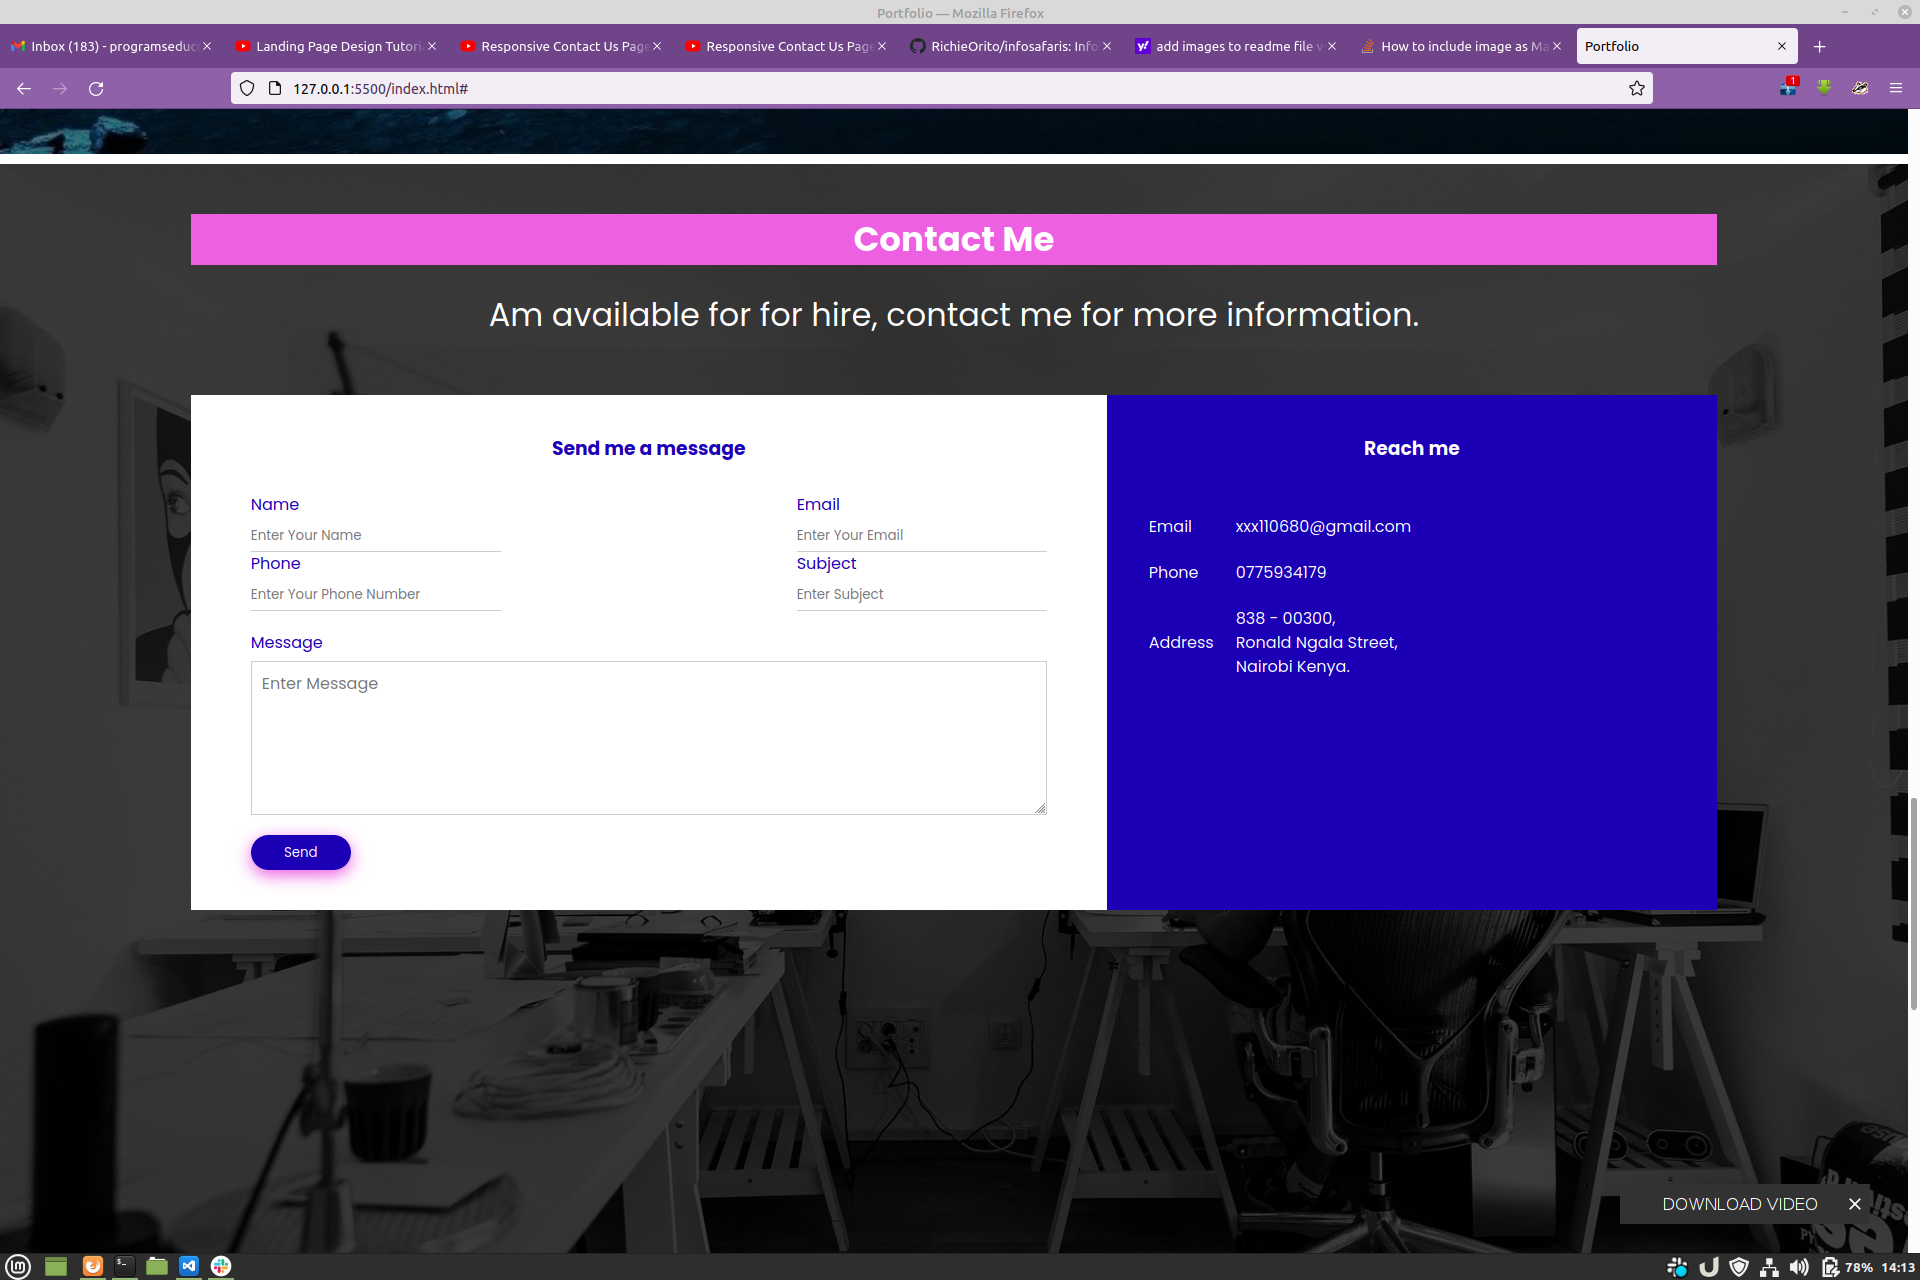 Portfolio — Mozilla Firefox
Inbox (183) - programseduc
Landing Page Design Tutori
Responsive Contact Us Page
Responsive Contact Us Page
RichieOrito/infosafaris: Info
add images to readme file v
How to include image as Ma
Portfolio
127.0.0.1:5500/index.html#
1
Contact Me
Am available for for hire, contact me for more information.
Send me a message
Name
Email
Enter Your Name
Enter Your Email
Phone
Subject
Enter Your Phone Number
Enter Subject
Message
Enter Message
Send
Reach me
Email xxx110680@gmail.com
Phone 0775934179
838 - 00300,
Address Ronald Ngala Street,
Nairobi Kenya.
DOWNLOAD VIDEO
78% 14:13